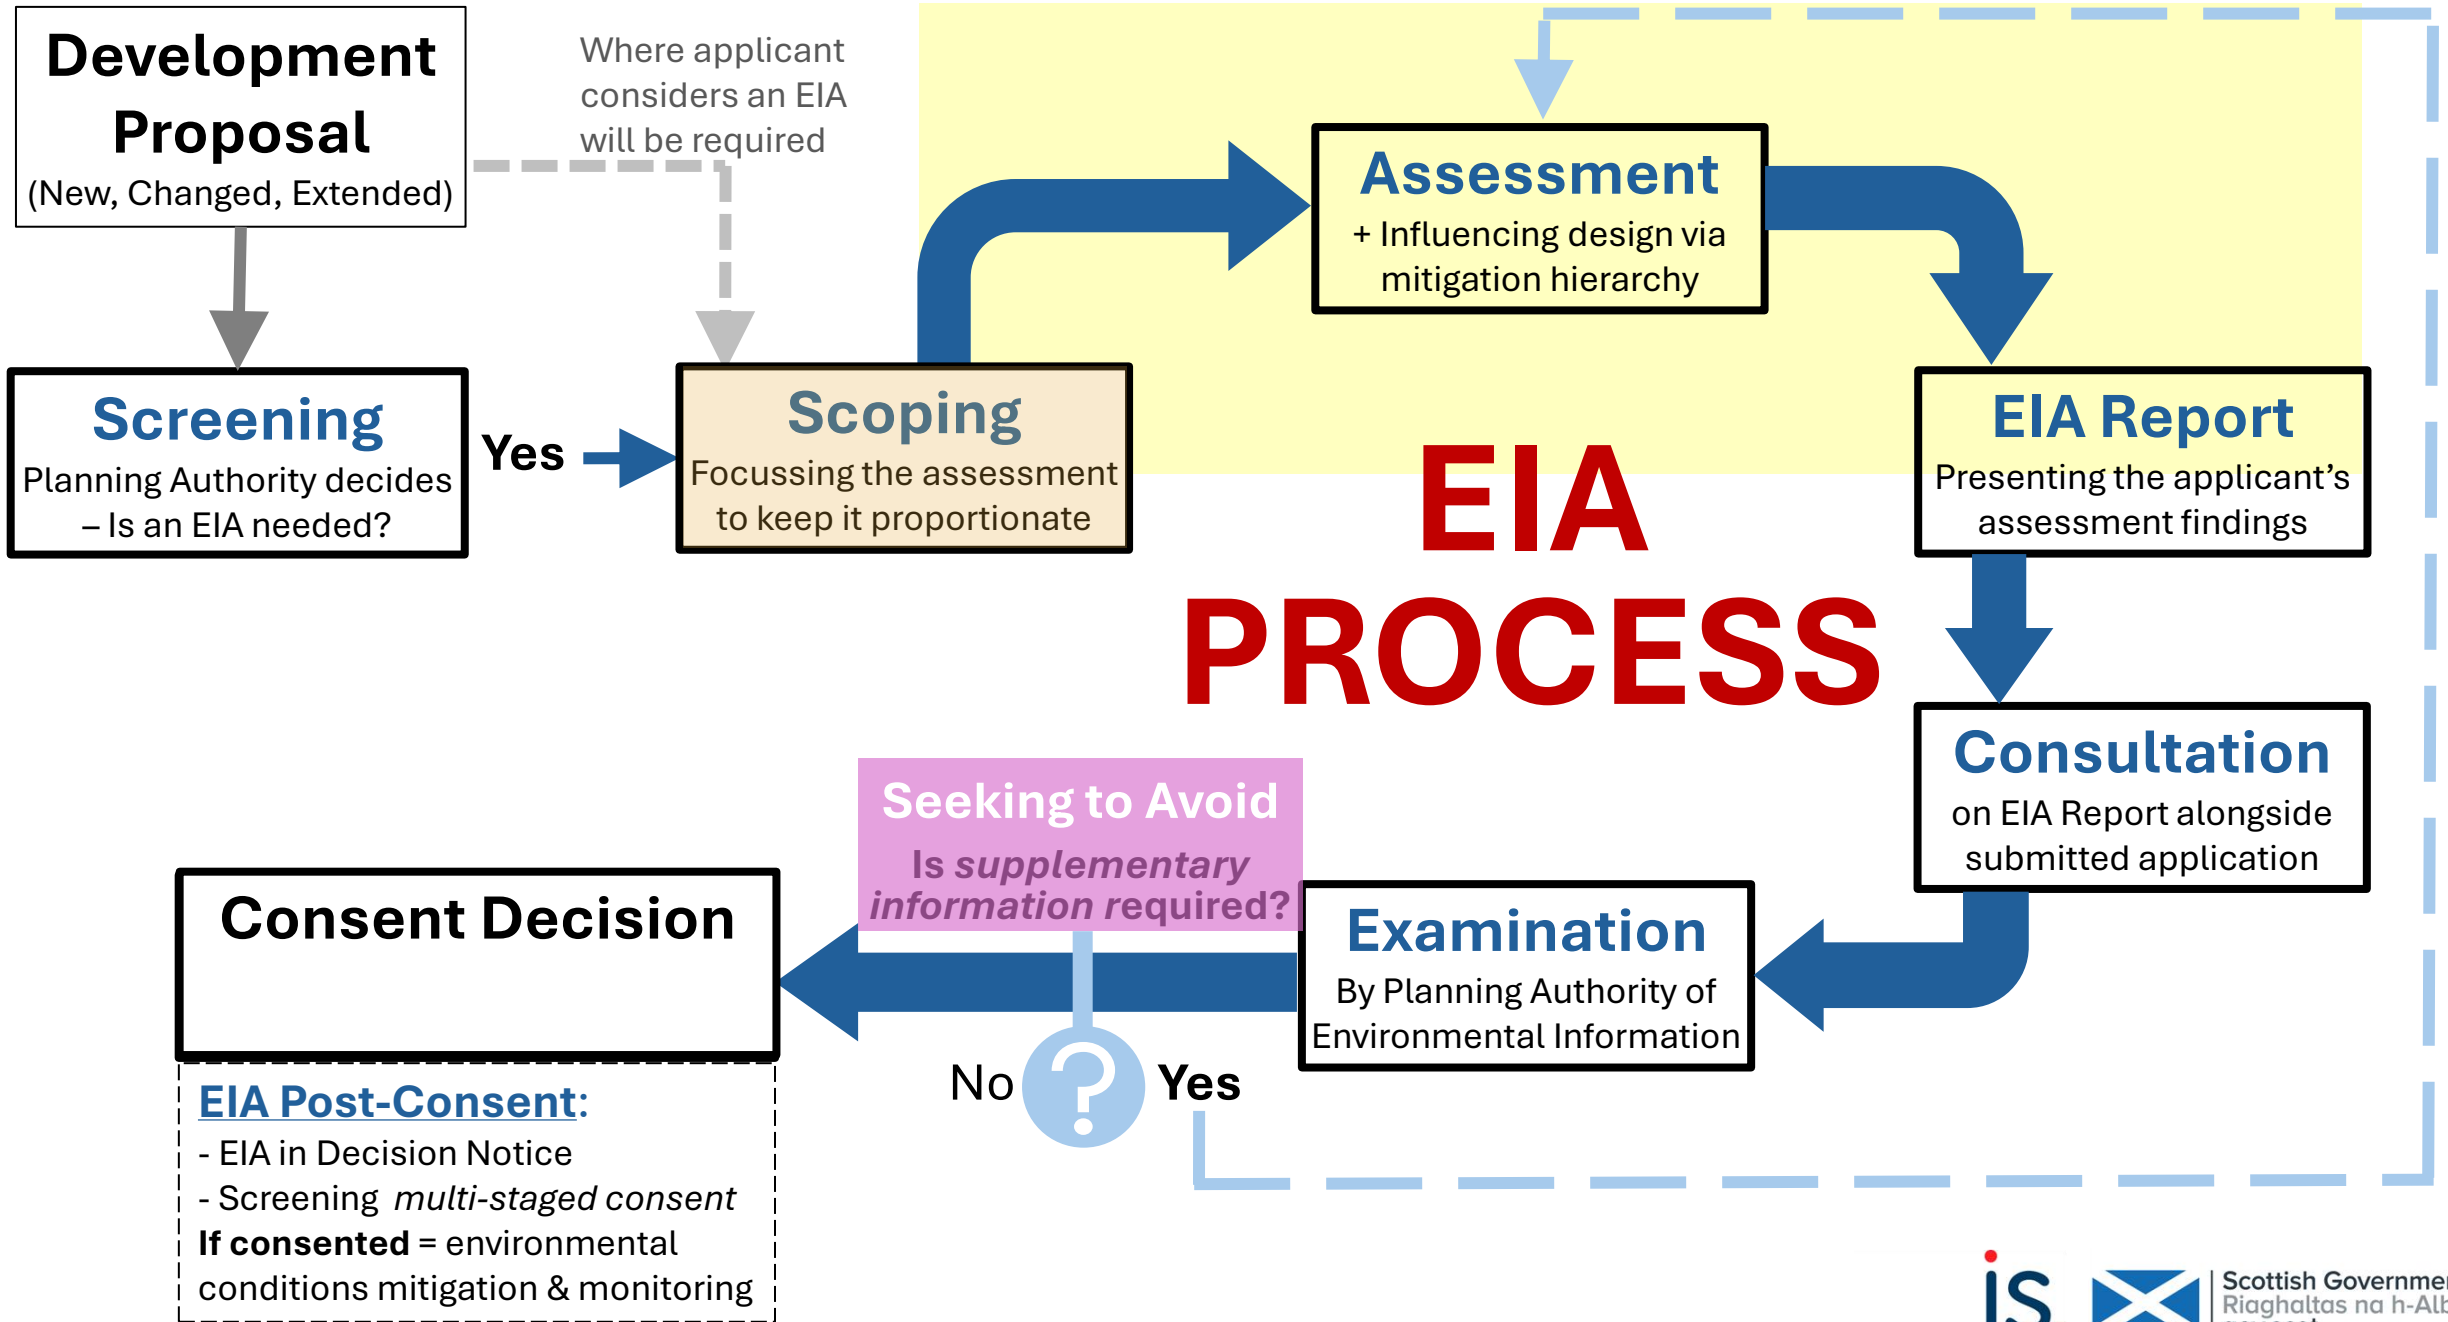 Development
Proposal
(New, Changed, Extended)
Where applicant
considers an EIA
will be required
Assessment
+ Influencing design via
mitigation hierarchy
Screening
Planning Authority decides
– Is an EIA needed?
Yes
Scoping
Focussing the assessment
to keep it proportionate
EIA Report
Presenting the applicant's
assessment findings
EIA
PROCESS
Consultation
on EIA Report alongside
submitted application
Seeking to Avoid
Is supplementary
information required?
Examination
By Planning Authority of
Environmental Information
No
?
Yes
Consent Decision
EIA Post-Consent:
- EIA in Decision Notice
- Screening multi-staged consent
If consented = environmental
conditions mitigation & monitoring
is
Scottish
Riaghaltas na